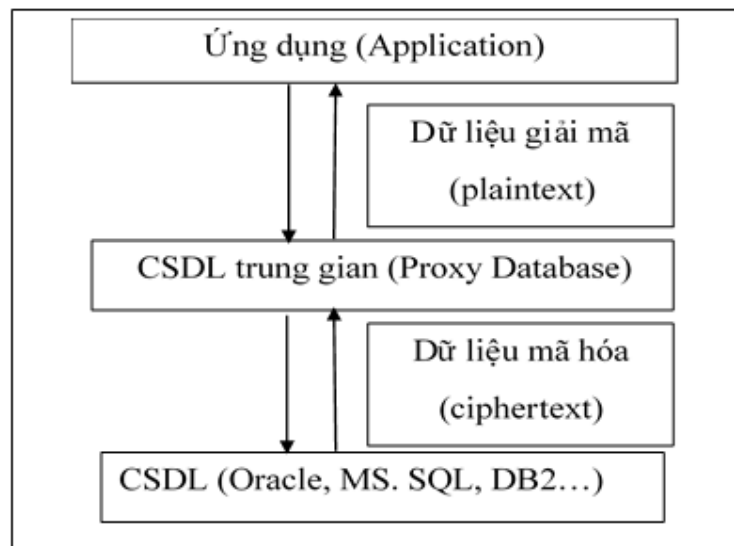 Ứng dụng (Application)
Dữ liệu giải mã
(plaintext)
CSDL trung gian (Proxy Database)
Dữ liệu mã hóa
(ciphertext)
CSDL (Oracle, MS. SQL, DB2…)